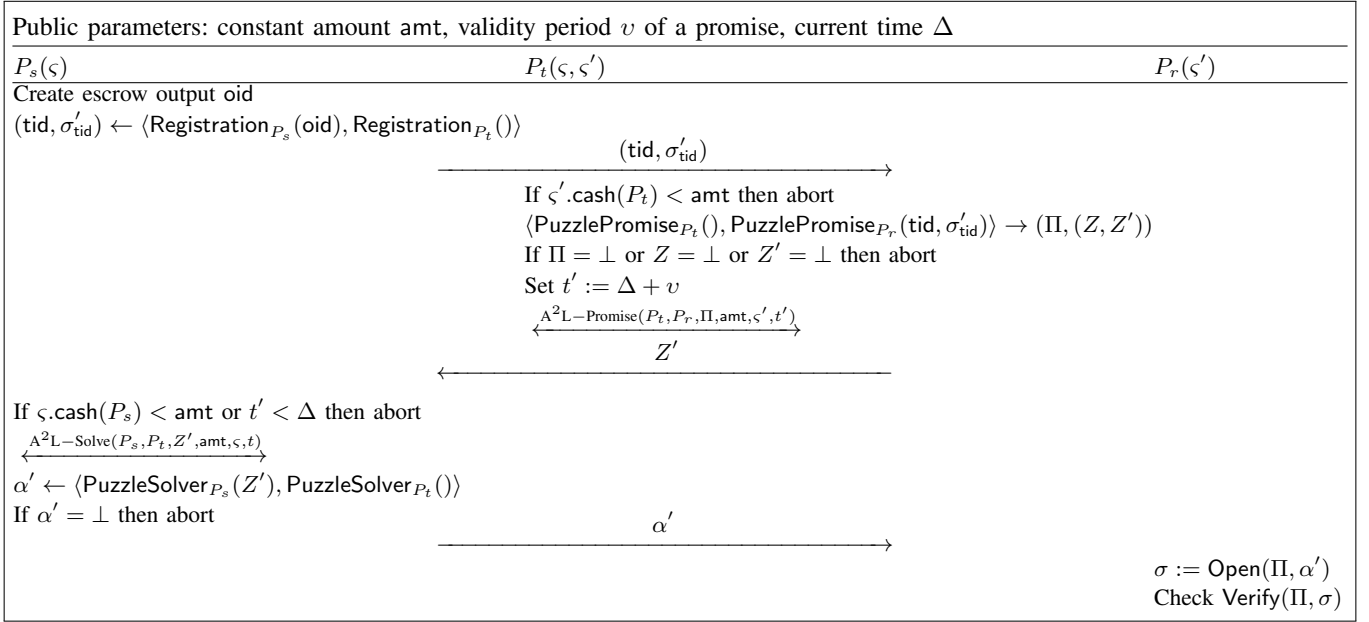 Public parameters: constant amount amt, validity period υ of a promise, current time Δ
P_s(ς) P_t(ς, ς′) P_r(ς′)
Create escrow output oid
(tid, σ′_tid) ← ⟨Registration_{P_s}(oid), Registration_{P_t}()⟩
(tid, σ′_tid)
If ς′.cash(P_t) < amt then abort
⟨PuzzlePromise_{P_t}(), PuzzlePromise_{P_r}(tid, σ′_tid)⟩ → (Π, (Z, Z′))
If Π = ⊥ or Z = ⊥ or Z′ = ⊥ then abort
Set t′ := Δ + υ
A²L−Promise(P_t,P_r,Π,amt,ς′,t′)
Z′
If ς.cash(P_s) < amt or t′ < Δ then abort
A²L−Solve(P_s,P_t,Z′,amt,ς,t)
α′ ← ⟨PuzzleSolver_{P_s}(Z′), PuzzleSolver_{P_t}()⟩
If α′ = ⊥ then abort
α′
σ := Open(Π, α′)
Check Verify(Π, σ)